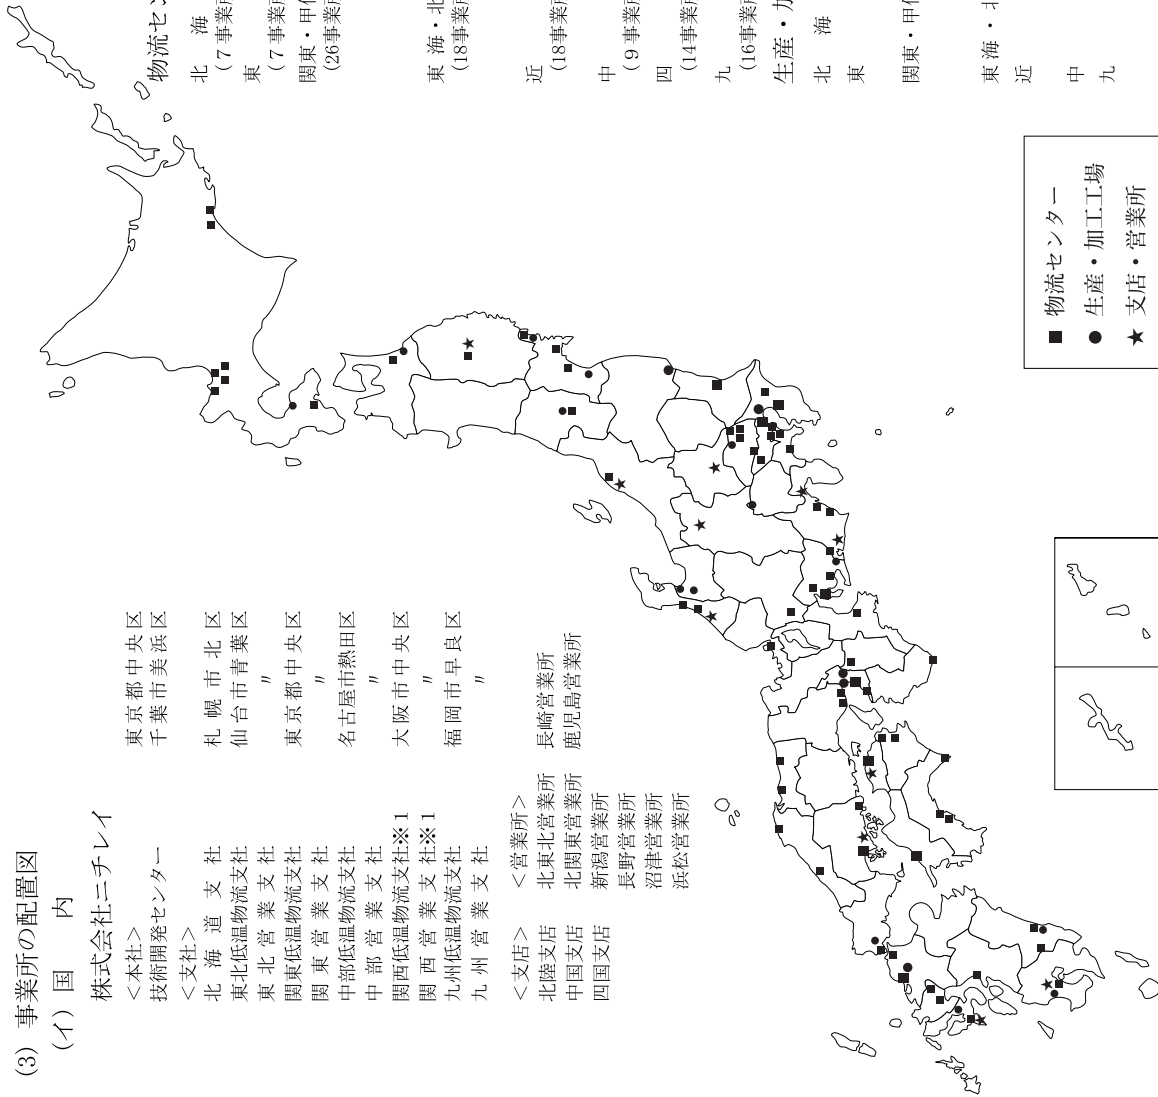 (3) 事業所の配置図
(イ) 国 内
株式会社ニチレイ
＜本社＞ 東京都中央区
技術開発センター 千葉市美浜区
＜支社＞
北海道支社 札幌市北区
東北低温物流支社 仙台市青葉区
東北営業支社 〃
関東低温物流支社 東京都中央区
関東営業支社 〃
中部低温物流支社 名古屋市熱田区
中部営業支社 〃
関西低温物流支社※1 大阪市中央区
関西営業支社※1 〃
九州低温物流支社 福岡市早良区
九州営業支社 〃
＜支店＞ ＜営業所＞
北陸支店 北東北営業所 長崎営業所
中国支店 北関東営業所 鹿児島営業所
四国支店 新潟営業所
長野営業所
沼津営業所
浜松営業所
物流セン
北 海
(7事業所
東
(7事業所
関東・甲信
(26事業所
東海・北
(18事業所
近
(18事業所
中
(9事業所
四
(14事業所
九
(16事業所
生産・加
北 海
東
関東・甲信
東海・北
近
中
九
■ 物流センター
● 生産・加工工場
★ 支店・営業所